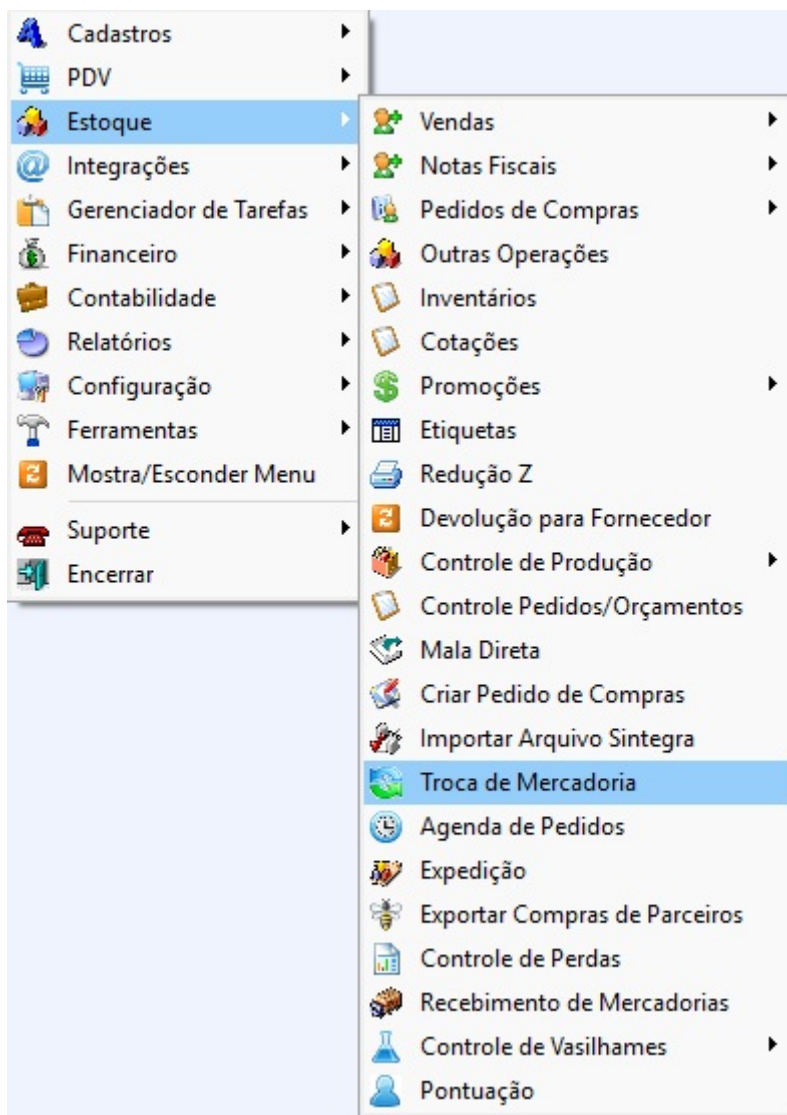 Cadastros
PDV
Estoque
Integrações
Gerenciador de Tarefas
Financeiro
Contabilidade
Relatórios
Configuração
Ferramentas
Mostra/Esconder Menu
Suporte
Encerrar
Vendas
Notas Fiscais
Pedidos de Compras
Outras Operações
Inventários
Cotações
Promoções
Etiquetas
Redução Z
Devolução para Fornecedor
Controle de Produção
Controle Pedidos/Orçamentos
Mala Direta
Criar Pedido de Compras
Importar Arquivo Sintegra
Troca de Mercadoria
Agenda de Pedidos
Expedição
Exportar Compras de Parceiros
Controle de Perdas
Recebimento de Mercadorias
Controle de Vasilhames
Pontuação